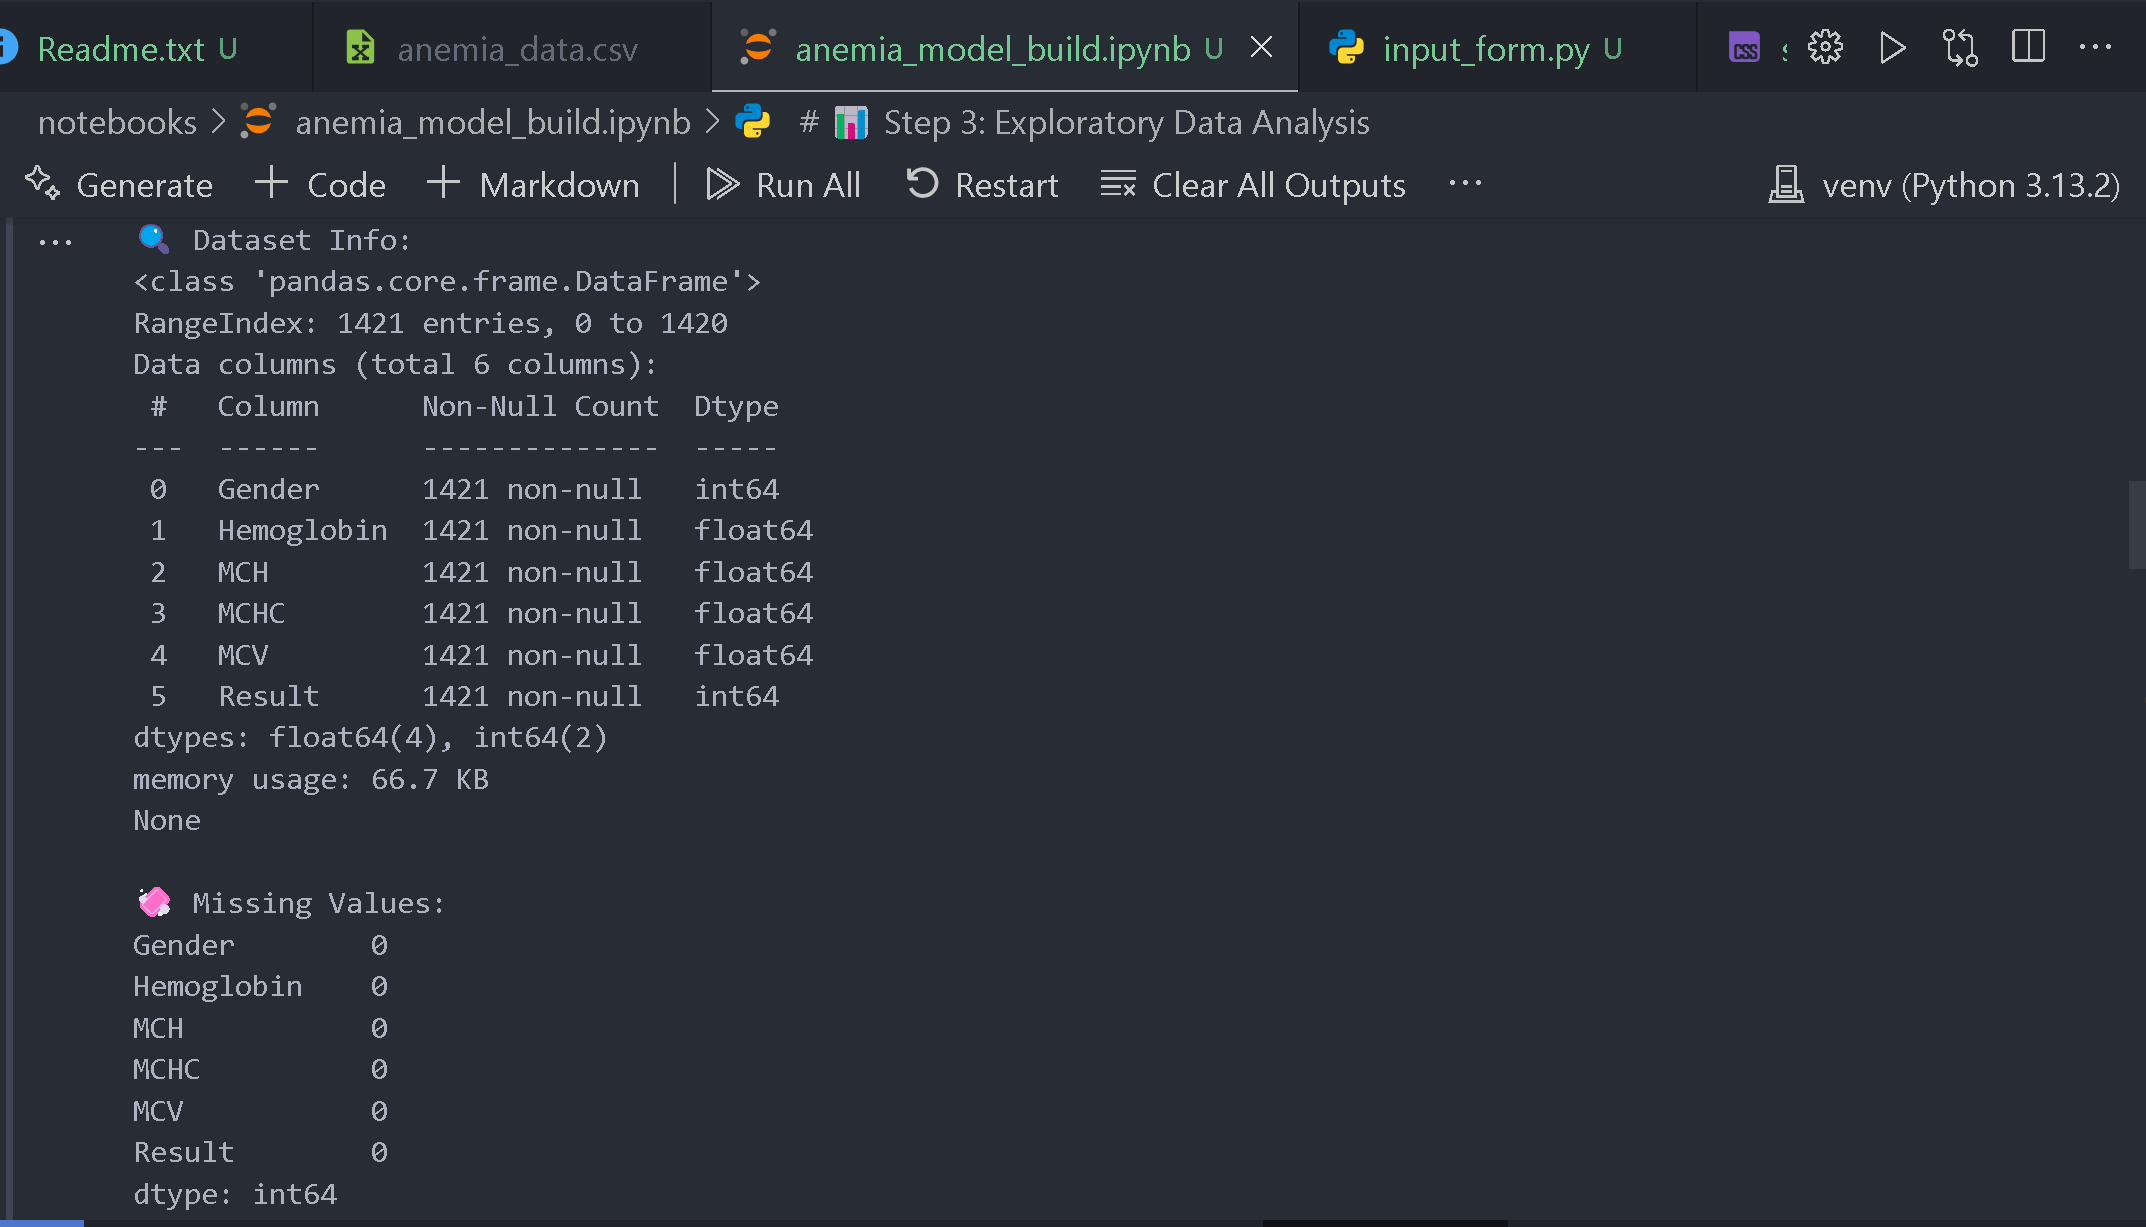 Readme.txt U anemia_data.csv anemia_model_build.ipynb U input_form.py U
notebooks > anemia_model_build.ipynb > # Step 3: Exploratory Data Analysis
Generate + Code + Markdown | Run All Restart Clear All Outputs ... venv (Python 3.13.2)
... Dataset Info:
<class 'pandas.core.frame.DataFrame'>
RangeIndex: 1421 entries, 0 to 1420
Data columns (total 6 columns):
 #   Column      Non-Null Count  Dtype
---  ------      --------------  -----
 0   Gender      1421 non-null   int64
 1   Hemoglobin  1421 non-null   float64
 2   MCH         1421 non-null   float64
 3   MCHC        1421 non-null   float64
 4   MCV         1421 non-null   float64
 5   Result      1421 non-null   int64
dtypes: float64(4), int64(2)
memory usage: 66.7 KB
None
Missing Values:
Gender        0
Hemoglobin    0
MCH           0
MCHC          0
MCV           0
Result        0
dtype: int64